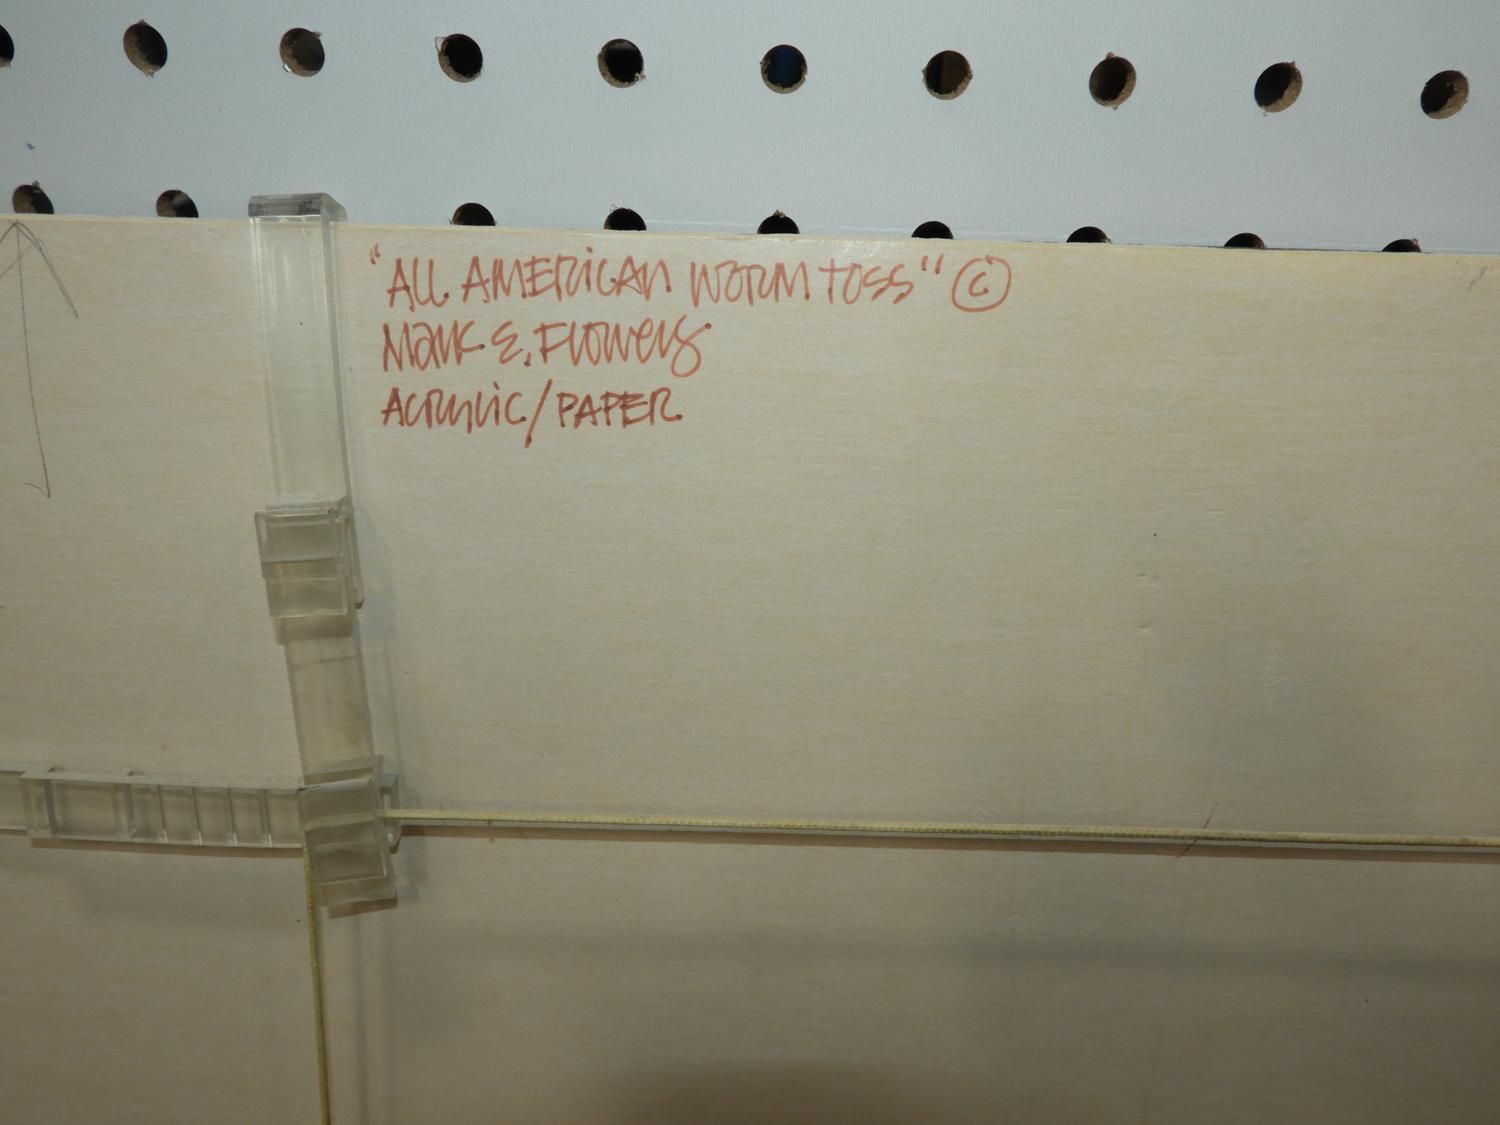 "ALL AMERICAN WORM TOSS" ©
Mark E. Flowers
ACRYLIC/PAPER